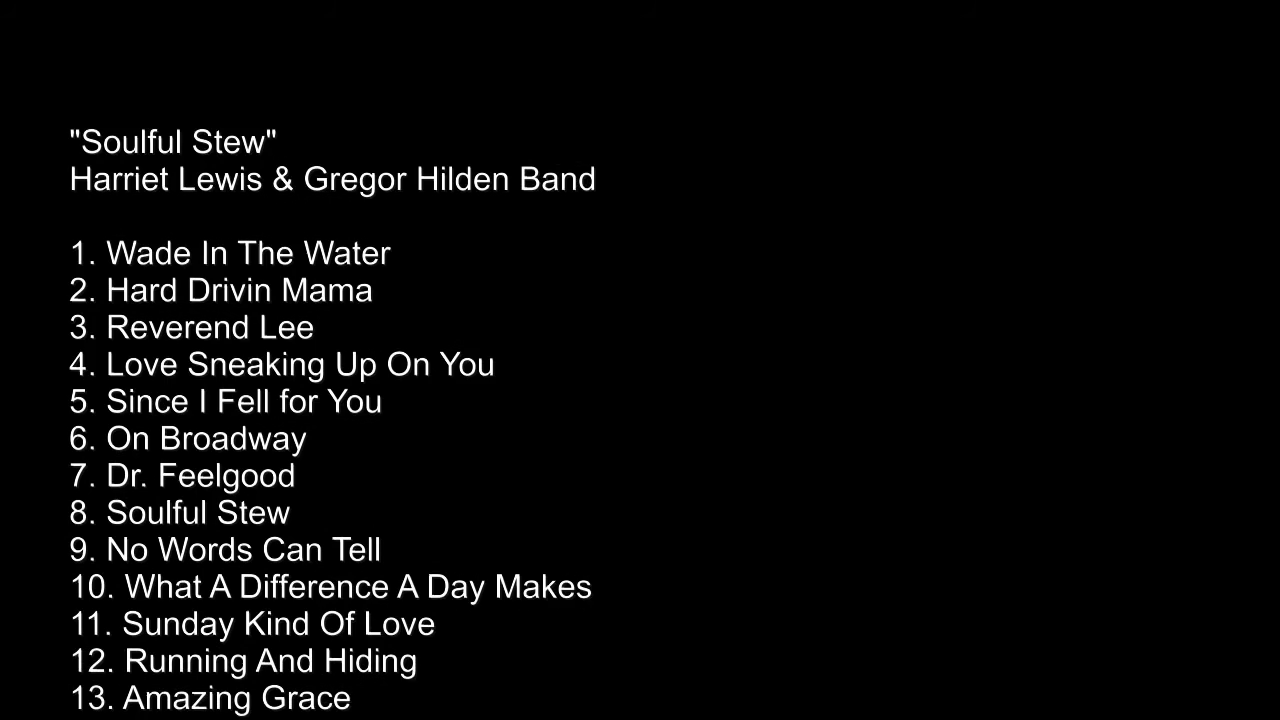 "Soulful Stew"
Harriet Lewis & Gregor Hilden Band
1. Wade In The Water
2. Hard Drivin Mama
3. Reverend Lee
4. Love Sneaking Up On You
5. Since I Fell for You
6. On Broadway
7. Dr. Feelgood
8. Soulful Stew
9. No Words Can Tell
10. What A Difference A Day Makes
11. Sunday Kind Of Love
12. Running And Hiding
13. Amazing Grace